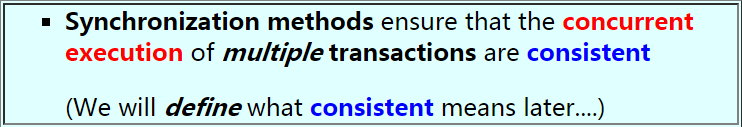 ▪ Synchronization methods ensure that the concurrent
execution of multiple transactions are consistent
(We will define what consistent means later....)